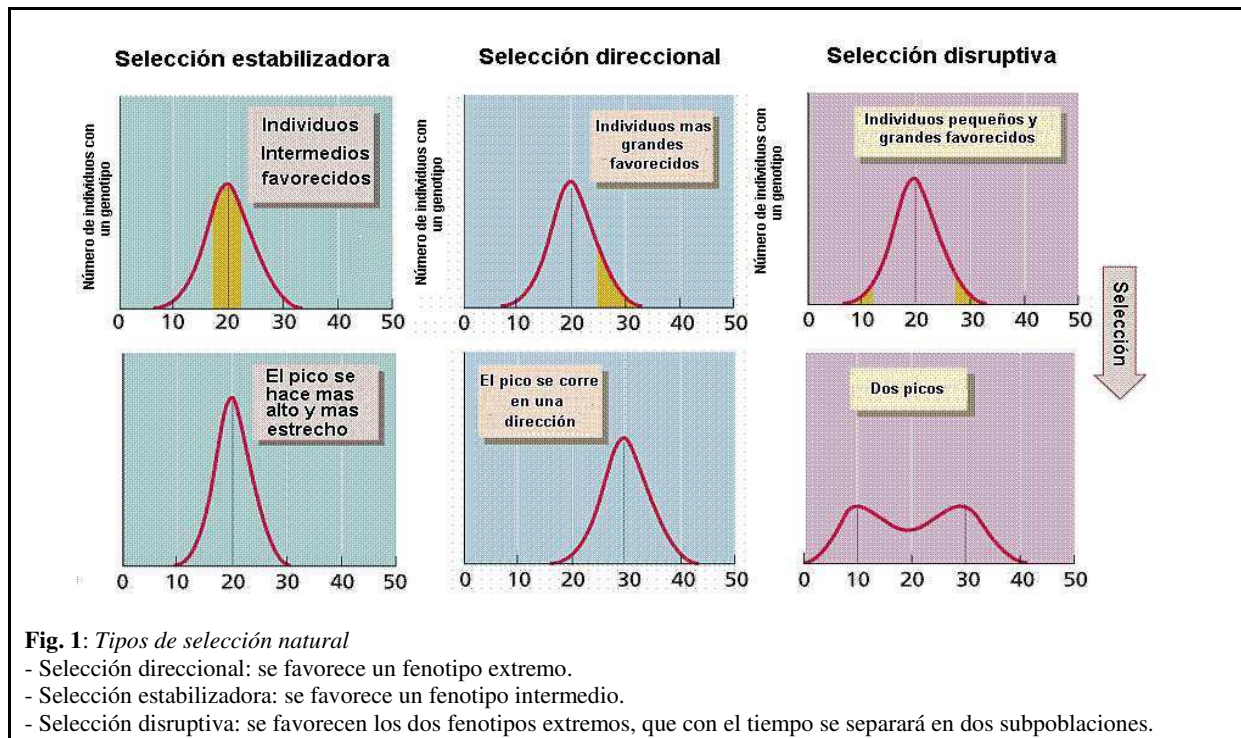 Selección estabilizadora
Selección direccional
Selección disruptiva
Número de individuos con
un genotipo
Individuos
Intermedios
favorecidos
0 10 20 30 40 50
Número de individuos con
un genotipo
Individuos mas
grandes
favorecidos
0 10 20 30 40 50
Número de individuos con
un genotipo
Individuos pequeños y
grandes favorecidos
0 10 20 30 40 50
Selección
El pico se
hace mas
alto y mas
estrecho
0 10 20 30 40 50
El pico se corre
en una
dirección
0 10 20 30 40 50
Dos picos
0 10 20 30 40 50
Fig. 1: Tipos de selección natural
- Selección direccional: se favorece un fenotipo extremo.
- Selección estabilizadora: se favorece un fenotipo intermedio.
- Selección disruptiva: se favorecen los dos fenotipos extremos, que con el tiempo se separará en dos subpoblaciones.